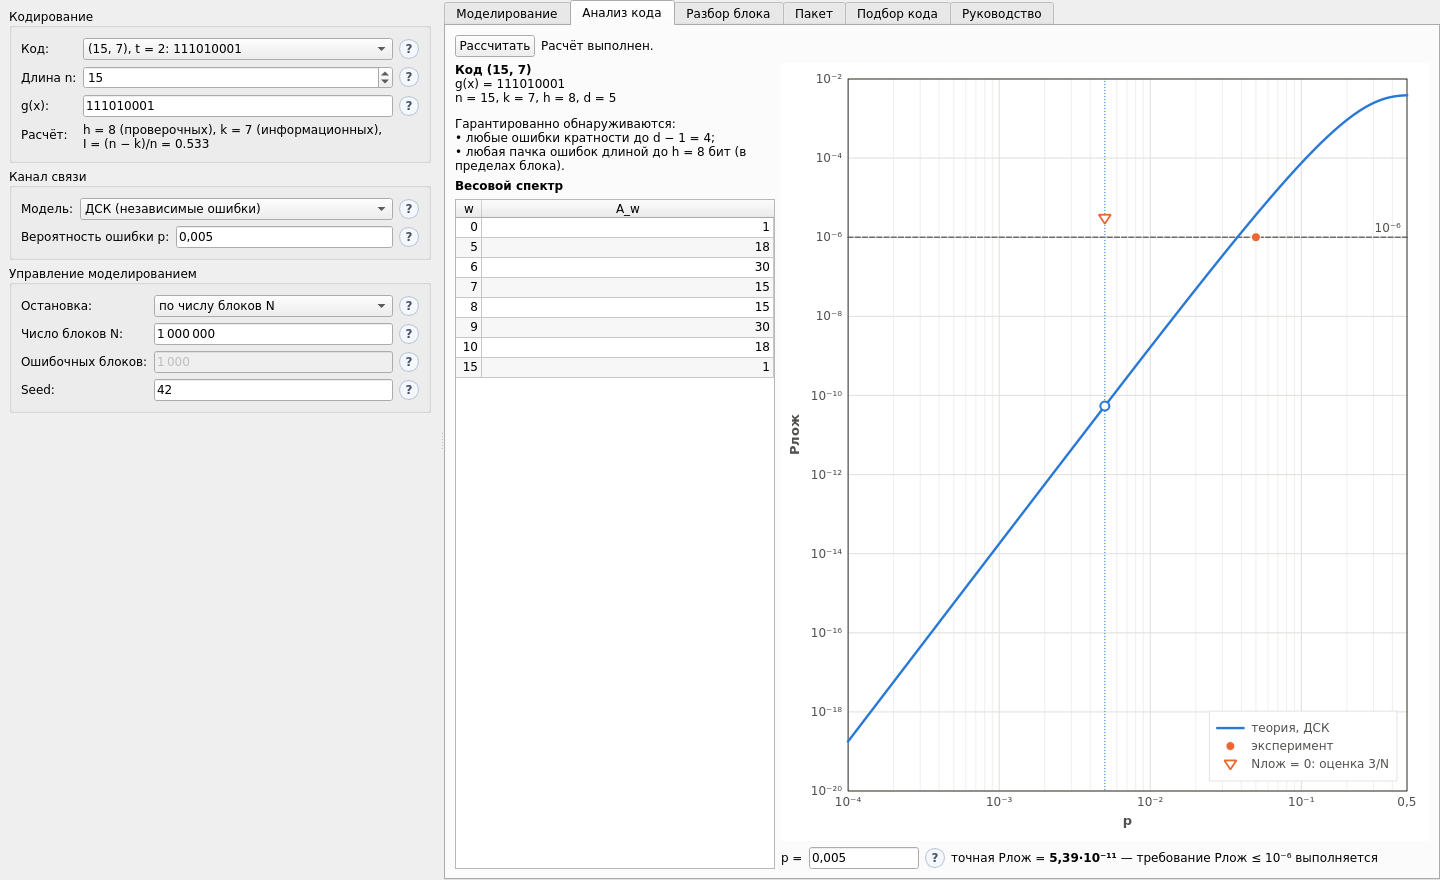 Кодирование
Код: (15, 7), t = 2: 111010001 ?
Длина n: 15 ?
g(x): 111010001 ?
Расчёт: h = 8 (проверочных), k = 7 (информационных),
I = (n − k)/n = 0.533
Канал связи
Модель: ДСК (независимые ошибки) ?
Вероятность ошибки p: 0,005 ?
Управление моделированием
Остановка: по числу блоков N ?
Число блоков N: 1 000 000 ?
Ошибочных блоков: 1 000 ?
Seed: 42 ?
Моделирование Анализ кода Разбор блока Пакет Подбор кода Руководство
Рассчитать Расчёт выполнен.
Код (15, 7)
g(x) = 111010001
n = 15, k = 7, h = 8, d = 5
Гарантированно обнаруживаются:
• любые ошибки кратности до d − 1 = 4;
• любая пачка ошибок длиной до h = 8 бит (в
пределах блока).
Весовой спектр
w A_w
0 1
5 18
6 30
7 15
8 15
9 30
10 18
15 1
10⁻²
10⁻⁴
10⁻⁶
10⁻⁸
10⁻¹⁰
10⁻¹²
10⁻¹⁴
10⁻¹⁶
10⁻¹⁸
10⁻²⁰
Pлож
10⁻⁶
теория, ДСК
эксперимент
Nлож = 0: оценка 3/N
10⁻⁴ 10⁻³ 10⁻² 10⁻¹ 0,5
p
p = 0,005 ? точная Pлож = 5,39·10⁻¹¹ — требование Pлож ≤ 10⁻⁶ выполняется